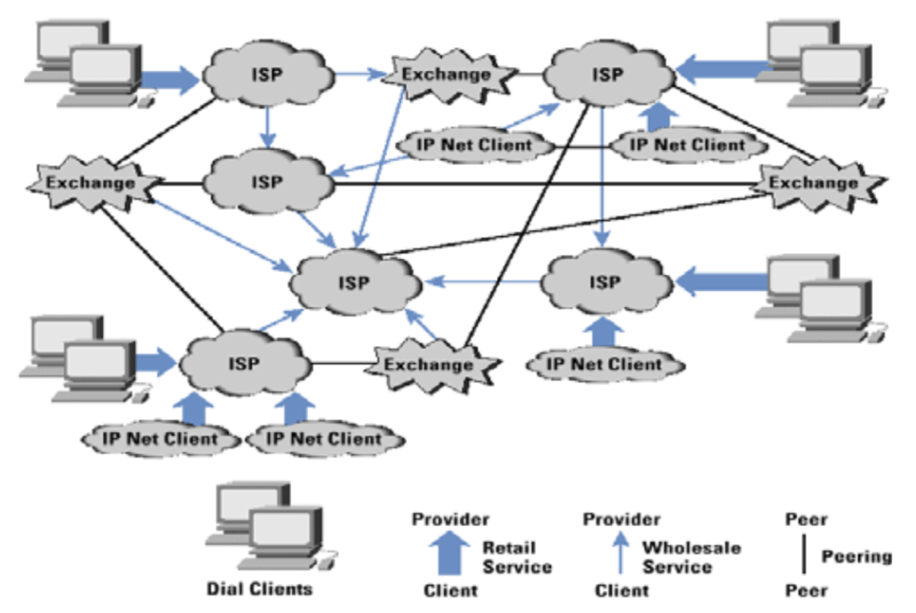 ISP
Exchange
ISP
IP Net Client
IP Net Client
Exchange
ISP
Exchange
ISP
ISP
ISP
Exchange
IP Net Client
IP Net Client
IP Net Client
Dial Clients
Provider
Retail
Service
Client
Provider
Wholesale
Service
Client
Peer
Peering
Peer